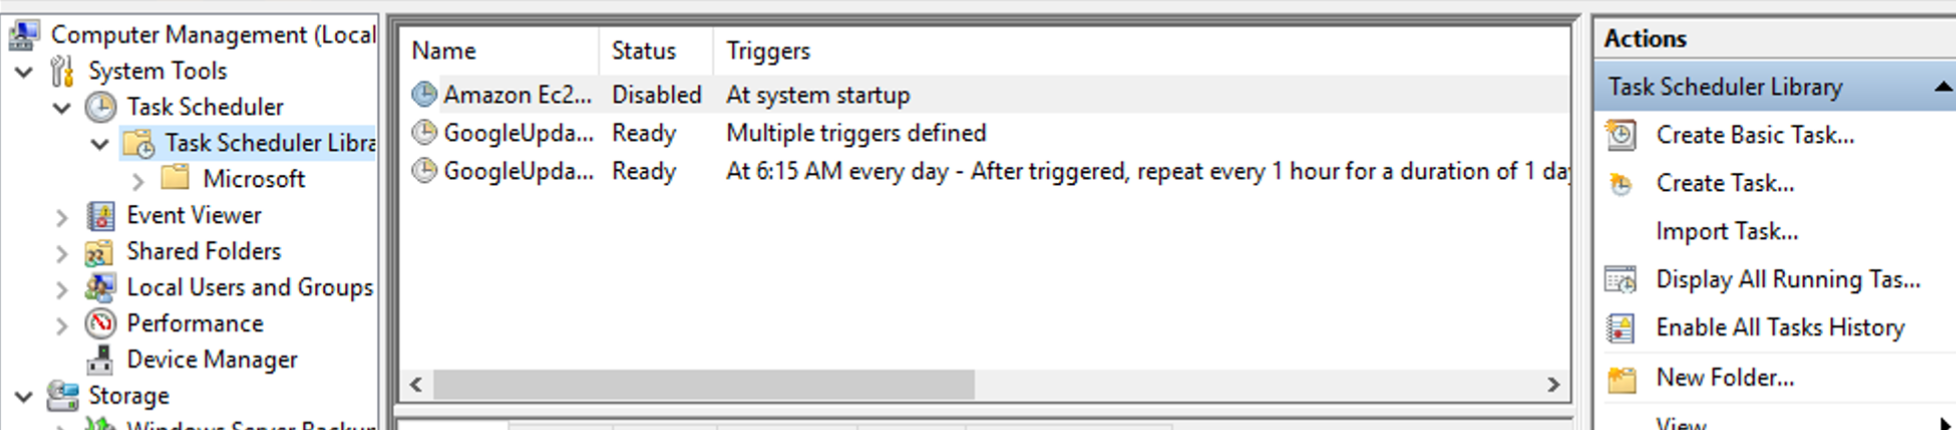 Computer Management (Local
System Tools
Task Scheduler
Task Scheduler Libra
Microsoft
Event Viewer
Shared Folders
Local Users and Groups
Performance
Device Manager
Storage
Windows Server Backup
Name Status Triggers
Amazon Ec2... Disabled At system startup
GoogleUpda... Ready Multiple triggers defined
GoogleUpda... Ready At 6:15 AM every day - After triggered, repeat every 1 hour for a duration of 1 day
Actions
Task Scheduler Library
Create Basic Task...
Create Task...
Import Task...
Display All Running Tas...
Enable All Tasks History
New Folder...
View